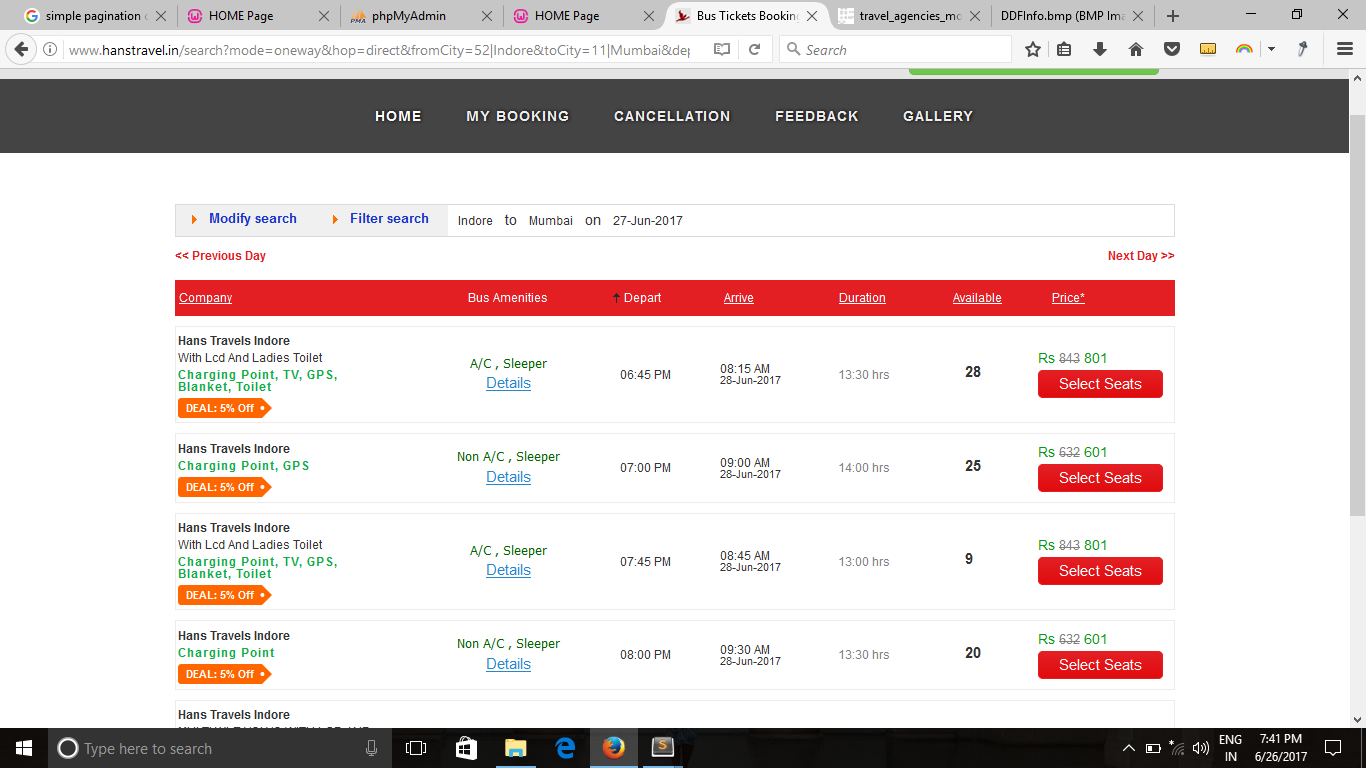 simple pagination
HOME Page
phpMyAdmin
HOME Page
Bus Tickets Booking
travel_agencies_mo
DDFInfo.bmp (BMP Ima
www.hanstravel.in/search?mode=oneway&hop=direct&fromCity=52|Indore&toCity=11|Mumbai&dep
Search
HOME
MY BOOKING
CANCELLATION
FEEDBACK
GALLERY
Modify search
Filter search
Indore to Mumbai on 27-Jun-2017
<< Previous Day
Next Day >>
Company
Bus Amenities
Depart
Arrive
Duration
Available
Price*
Hans Travels Indore
With Lcd And Ladies Toilet
Charging Point, TV, GPS,
Blanket, Toilet
DEAL: 5% Off
A/C , Sleeper
Details
06:45 PM
08:15 AM
28-Jun-2017
13:30 hrs
28
Rs 843 801
Select Seats
Hans Travels Indore
Charging Point, GPS
DEAL: 5% Off
Non A/C , Sleeper
Details
07:00 PM
09:00 AM
28-Jun-2017
14:00 hrs
25
Rs 632 601
Select Seats
Hans Travels Indore
With Lcd And Ladies Toilet
Charging Point, TV, GPS,
Blanket, Toilet
DEAL: 5% Off
A/C , Sleeper
Details
07:45 PM
08:45 AM
28-Jun-2017
13:00 hrs
9
Rs 843 801
Select Seats
Hans Travels Indore
Charging Point
DEAL: 5% Off
Non A/C , Sleeper
Details
08:00 PM
09:30 AM
28-Jun-2017
13:30 hrs
20
Rs 632 601
Select Seats
Hans Travels Indore
Type here to search
ENG
IN
7:41 PM
6/26/2017